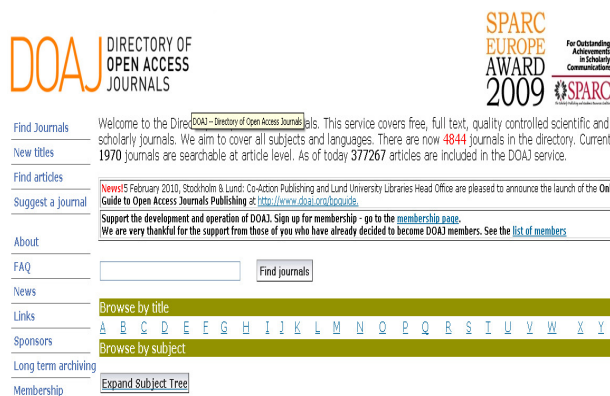 DOAJ DIRECTORY OF
OPEN ACCESS
JOURNALS
SPARC
EUROPE
AWARD
2009
For Outstanding
Achievements
in Scholarly
Communications
SPARC
Find Journals
New titles
Find articles
Suggest a journal
About
FAQ
News
Links
Sponsors
Long term archiving
Membership
DOAJ -- Directory of Open Access Journals
Welcome to the Direc als. This service covers free, full text, quality controlled scientific and
scholarly journals. We aim to cover all subjects and languages. There are now 4844 journals in the directory. Current
1970 journals are searchable at article level. As of today 377267 articles are included in the DOAJ service.
News!5 February 2010, Stockholm & Lund: Co-Action Publishing and Lund University Libraries Head Office are pleased to announce the launch of the Onl
Guide to Open Access Journals Publishing at http://www.doaj.org/bpguide.
Support the development and operation of DOAJ. Sign up for membership - go to the membership page.
We are very thankful for the support from those of you who have already decided to become DOAJ members. See the list of members
Find journals
Browse by title
A B C D E F G H I J K L M N O P Q R S T U V W X Y
Browse by subject
Expand Subject Tree